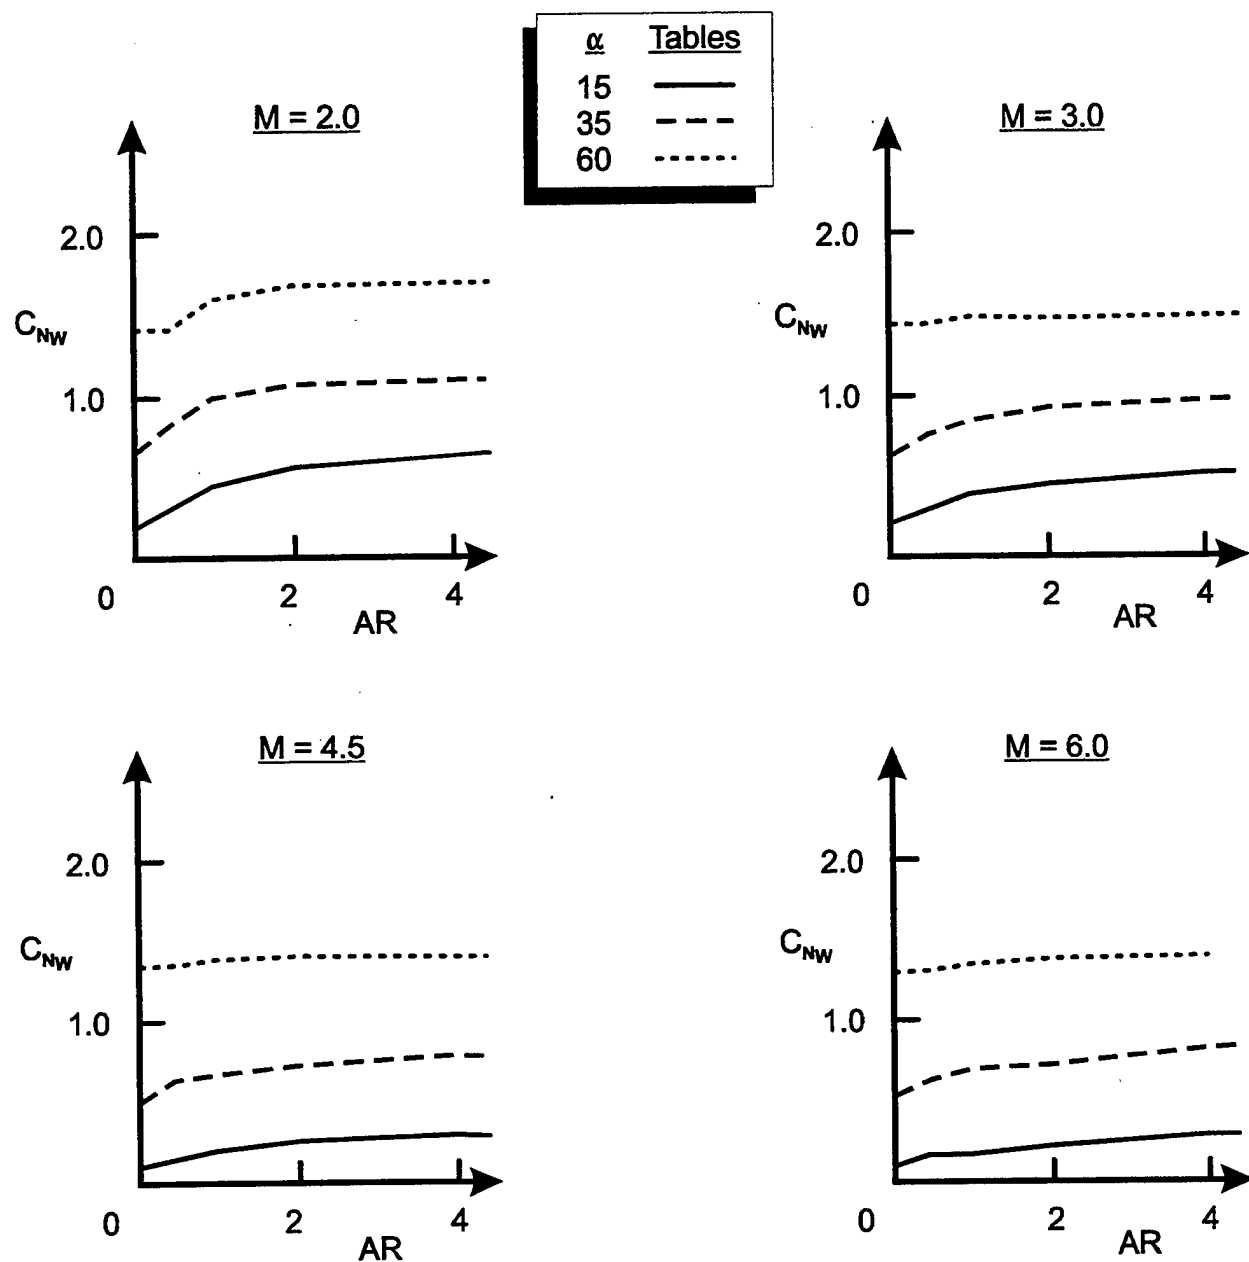 α Tables
15
35
60
M = 2.0
2.0
C_NW
1.0
0 2 4
AR
M = 3.0
2.0
C_NW
1.0
0 2 4
AR
M = 4.5
2.0
C_NW
1.0
0 2 4
AR
M = 6.0
2.0
C_NW
1.0
0 2 4
AR